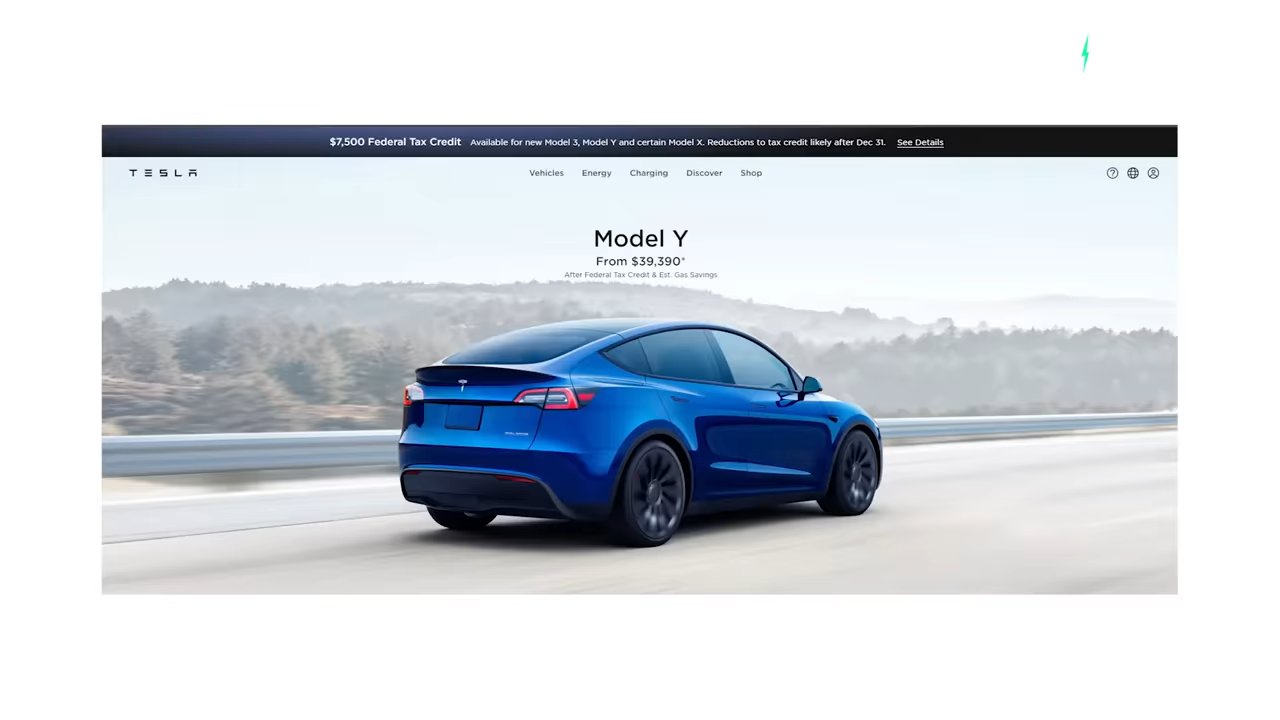 $7,500 Federal Tax Credit Available for new Model 3, Model Y and certain Model X. Reductions to tax credit likely after Dec 31. See Details
TESLA Vehicles Energy Charging Discover Shop
Model Y
From $39,390*
After Federal Tax Credit & Est. Gas Savings